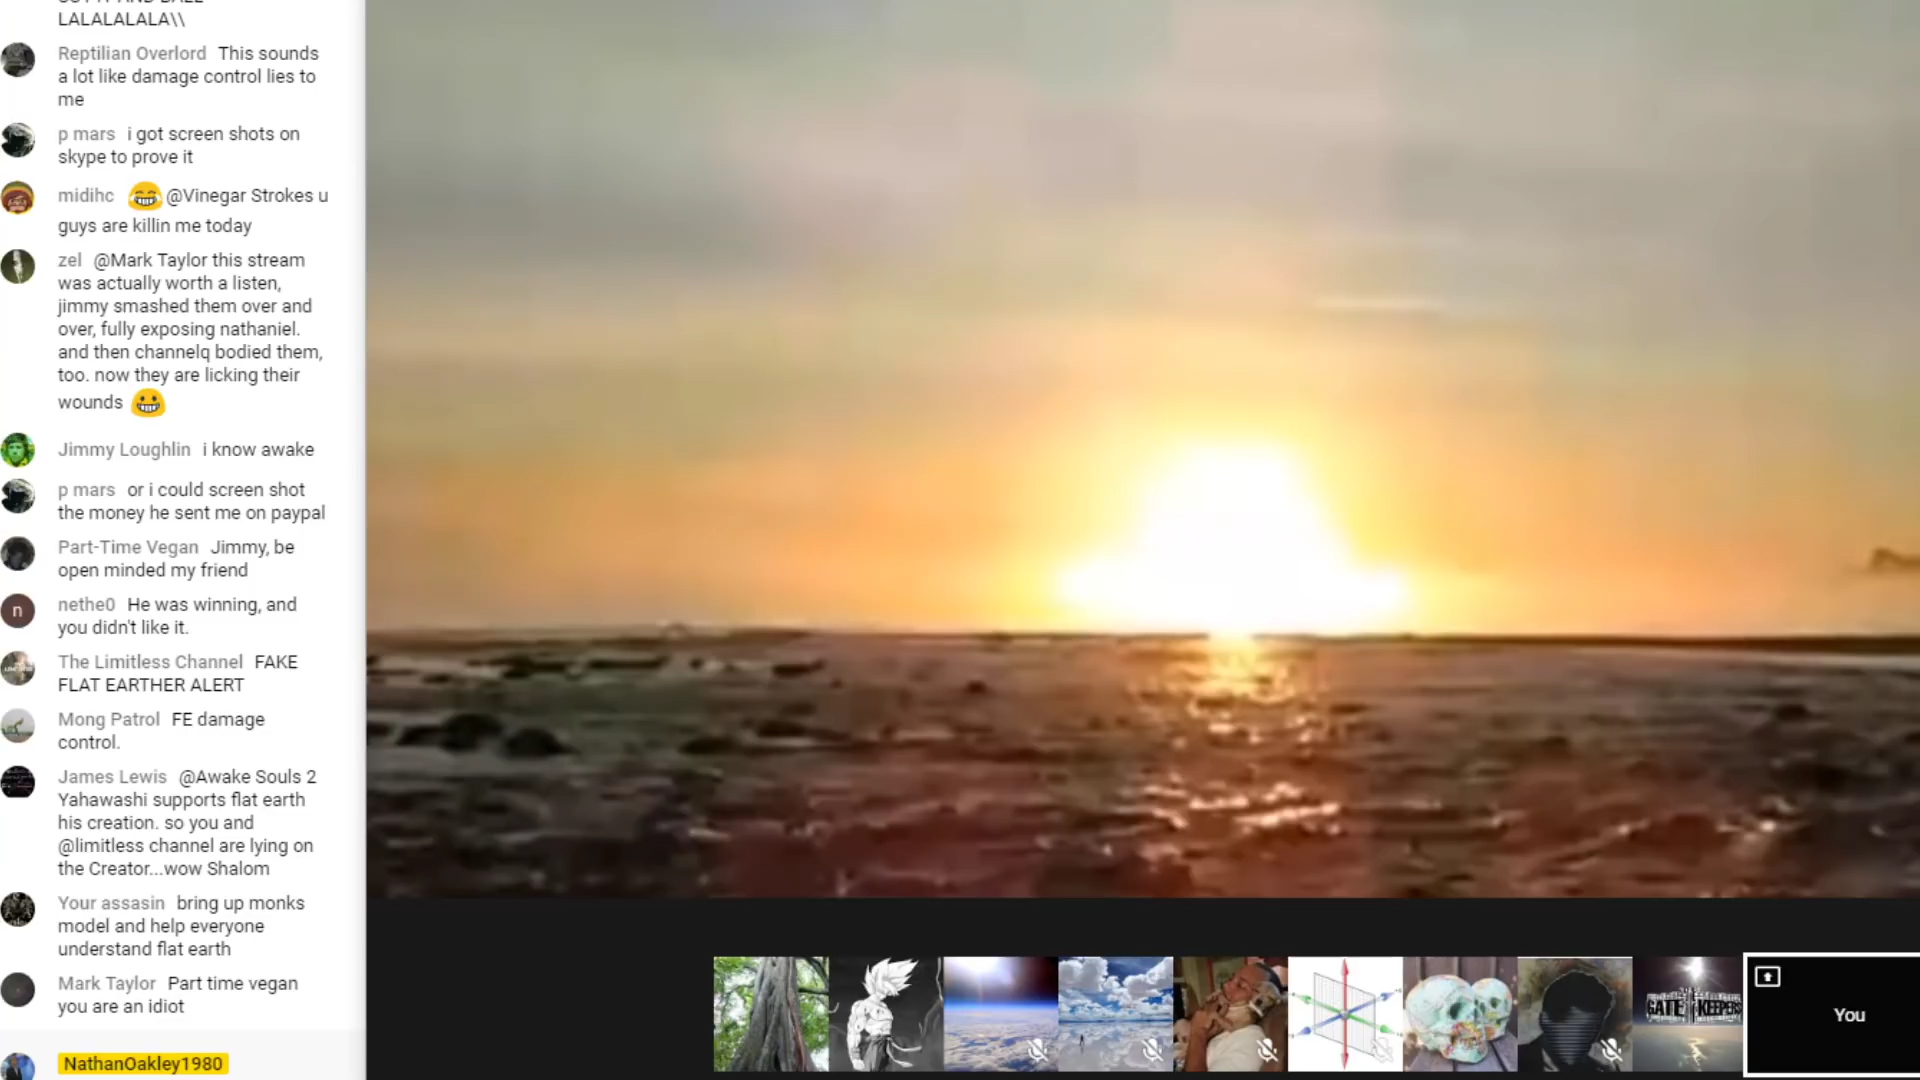 LALALALALA\\
Reptilian Overlord This sounds
a lot like damage control lies to
me
p mars i got screen shots on
skype to prove it
midihc @Vinegar Strokes u
guys are killin me today
zel @Mark Taylor this stream
was actually worth a listen,
jimmy smashed them over and
over, fully exposing nathaniel.
and then channelq bodied them,
too. now they are licking their
wounds
Jimmy Loughlin i know awake
p mars or i could screen shot
the money he sent me on paypal
Part-Time Vegan Jimmy, be
open minded my friend
nethe0 He was winning, and
you didn't like it.
The Limitless Channel FAKE
FLAT EARTHER ALERT
Mong Patrol FE damage
control.
James Lewis @Awake Souls 2
Yahawashi supports flat earth
his creation. so you and
@limitless channel are lying on
the Creator...wow Shalom
Your assasin bring up monks
model and help everyone
understand flat earth
Mark Taylor Part time vegan
you are an idiot
NathanOakley1980
n
GATE KEEPERS
You